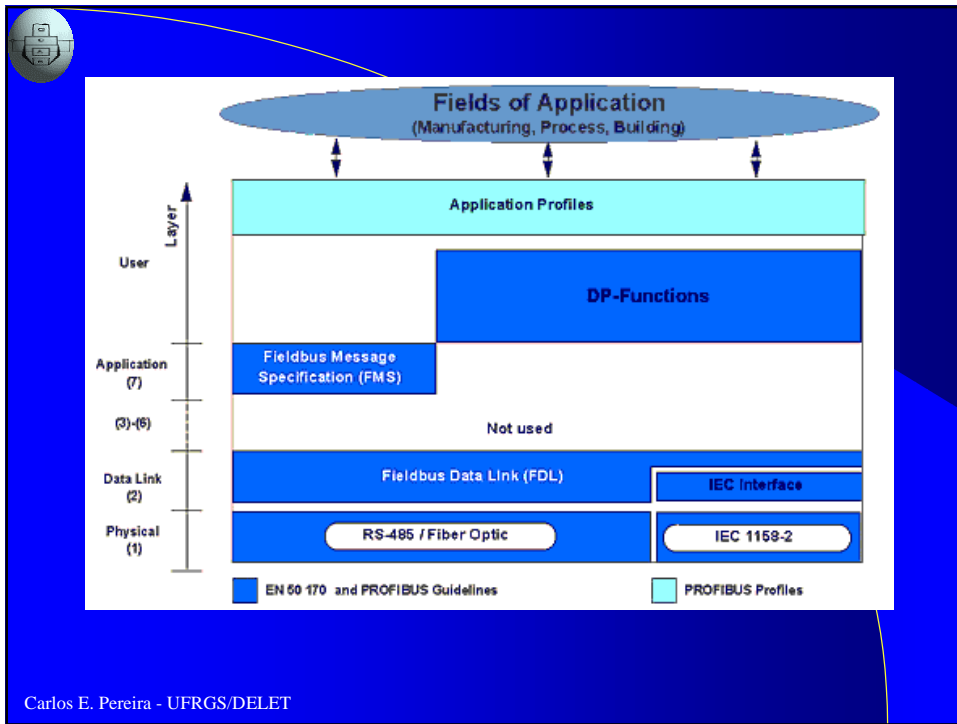 Fields of Application
(Manufacturing, Process, Building)
Layer
Application Profiles
User
DP-Functions
Application
(7)
Fieldbus Message
Specification (FMS)
(3)-(6)
Not used
Data Link
(2)
Fieldbus Data Link (FDL)
IEC Interface
Physical
(1)
RS-485 / Fiber Optic
IEC 1158-2
EN 50 170 and PROFIBUS Guidelines
PROFIBUS Profiles
Carlos E. Pereira - UFRGS/DELET